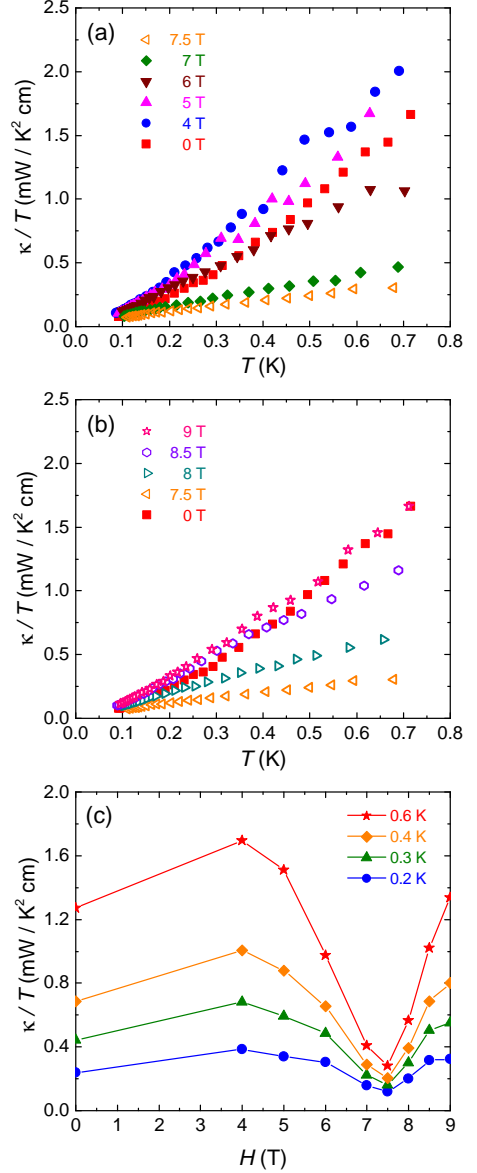 (a)
7.5 T
7 T
6 T
5 T
4 T
0 T
κ / T (mW / K² cm)
2.5
2.0
1.5
1.0
0.5
0.0
0.0 0.1 0.2 0.3 0.4 0.5 0.6 0.7 0.8
T (K)
(b)
9 T
8.5 T
8 T
7.5 T
0 T
κ / T (mW / K² cm)
2.5
2.0
1.5
1.0
0.5
0.0
0.0 0.1 0.2 0.3 0.4 0.5 0.6 0.7 0.8
T (K)
(c)
0.6 K
0.4 K
0.3 K
0.2 K
κ / T (mW / K² cm)
2.0
1.6
1.2
0.8
0.4
0.0
0 1 2 3 4 5 6 7 8 9
H (T)